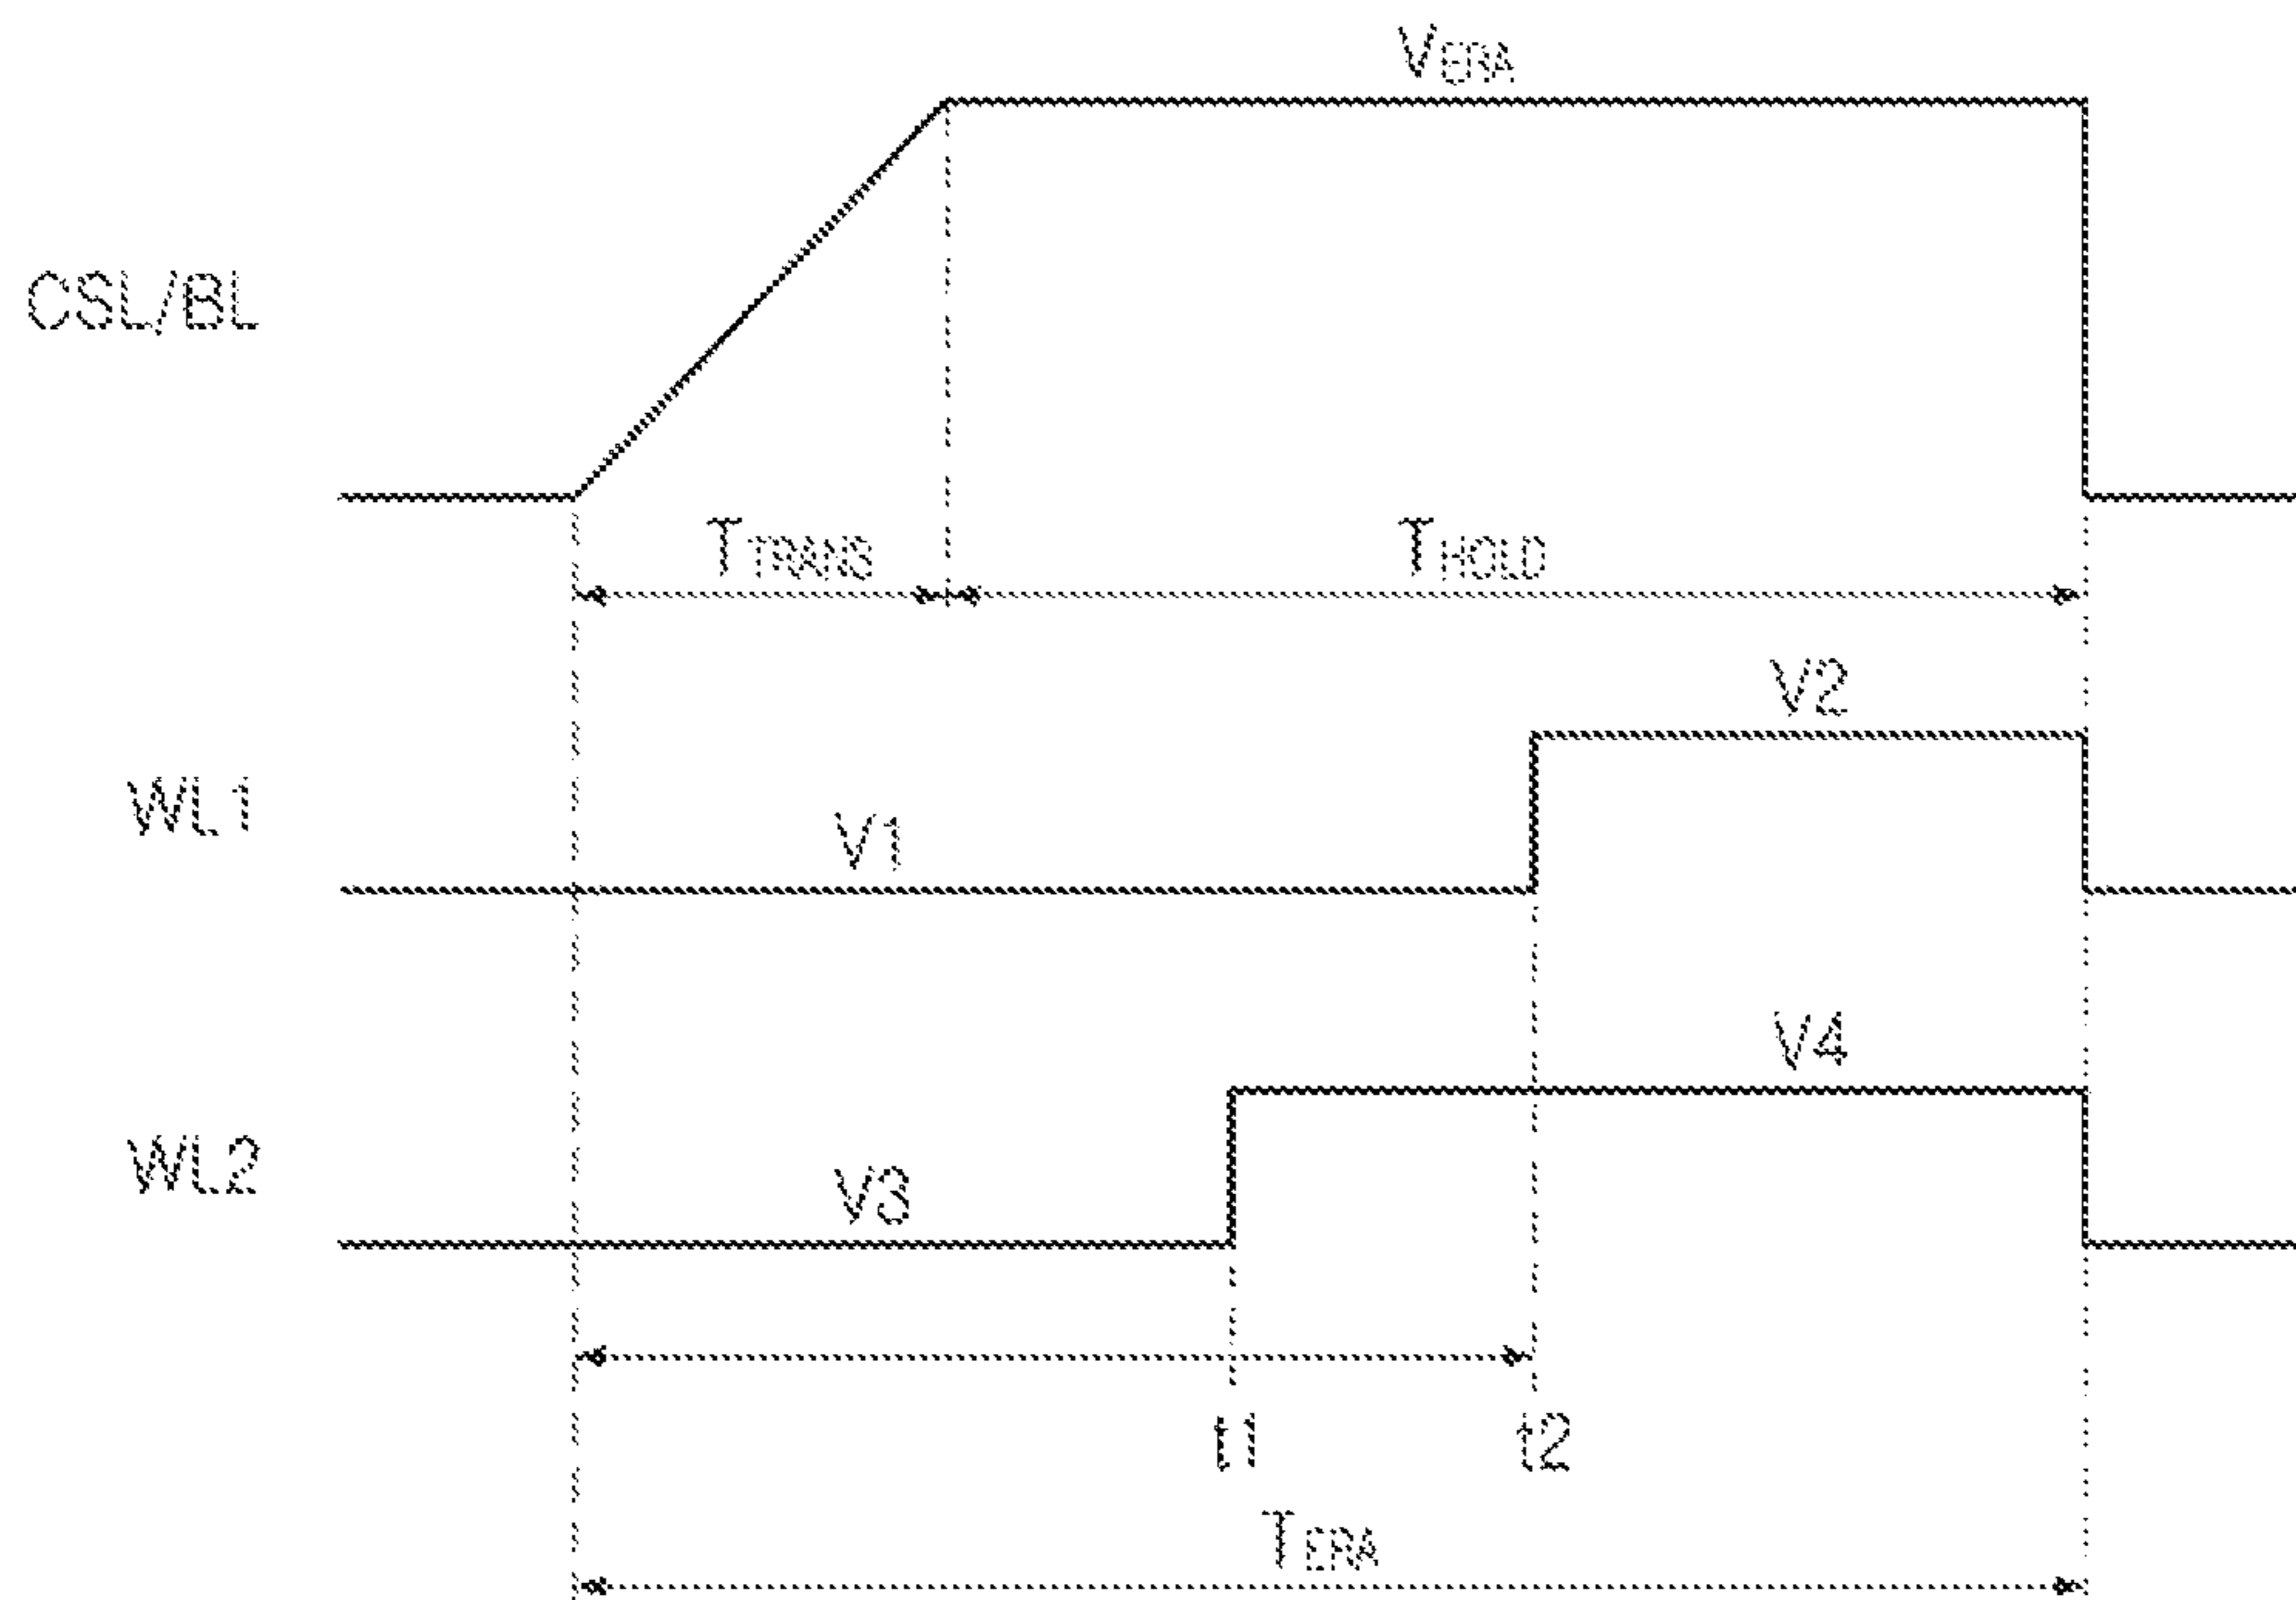 VERA
CSL/BL
TTRANS
THOLD
V2
WL1
V1
V4
WL2
V3
t1
t2
TERA